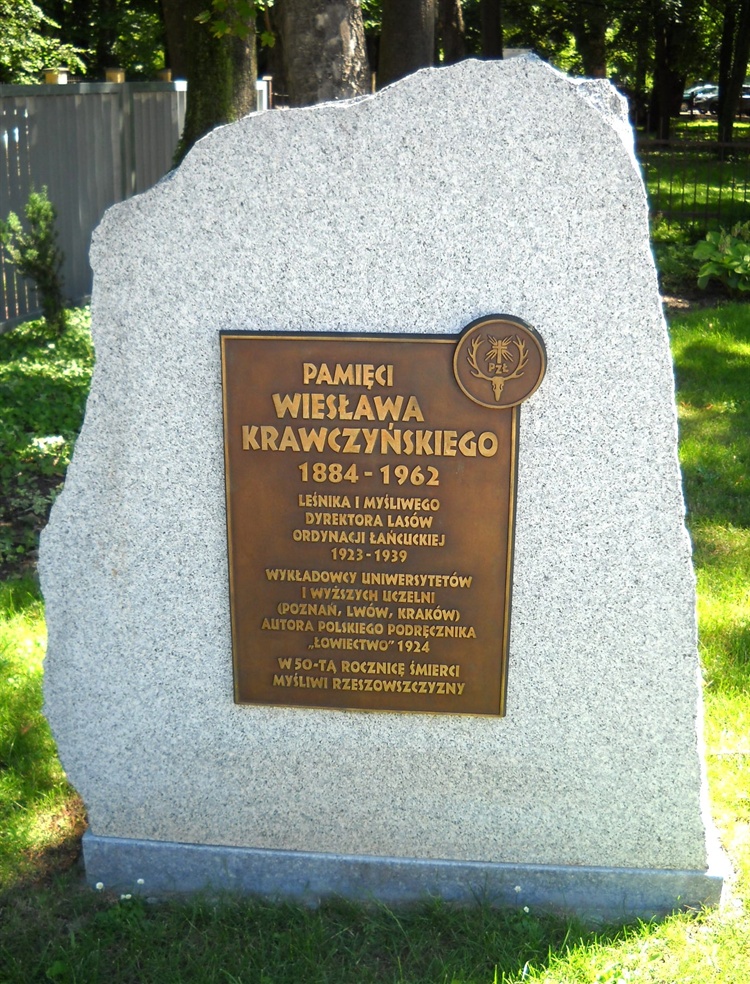 PZŁ
PAMIĘCI
WIESŁAWA
KRAWCZYŃSKIEGO
1884 - 1962
LEŚNIKA I MYŚLIWEGO
DYREKTORA LASÓW
ORDYNACJI ŁAŃCUCKIEJ
1923 - 1939
WYKŁADOWCY UNIWERSYTETÓW
I WYŻSZYCH UCZELNI
(POZNAŃ, LWÓW, KRAKÓW)
AUTORA POLSKIEGO PODRĘCZNIKA
„ŁOWIECTWO" 1924
W 50-TĄ ROCZNICĘ ŚMIERCI
MYŚLIWI RZESZOWSZCZYZNY